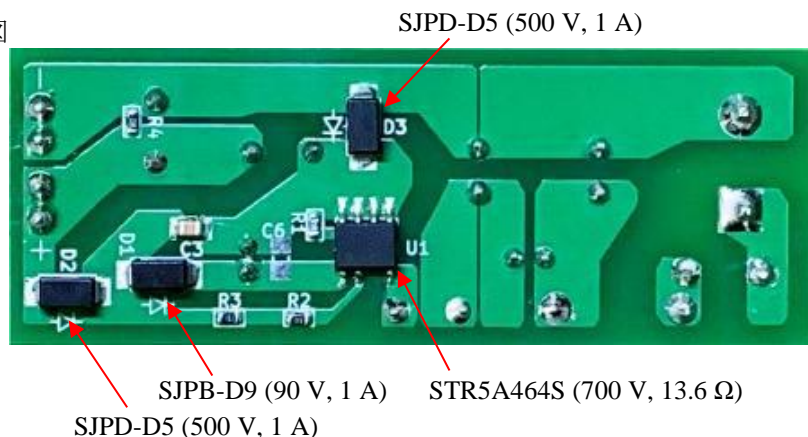 SJPD-D5 (500 V, 1 A)
R4
D3
D2
D1
C3
C6
R1
U1
R3
R2
+
SJPB-D9 (90 V, 1 A)
STR5A464S (700 V, 13.6 Ω)
SJPD-D5 (500 V, 1 A)